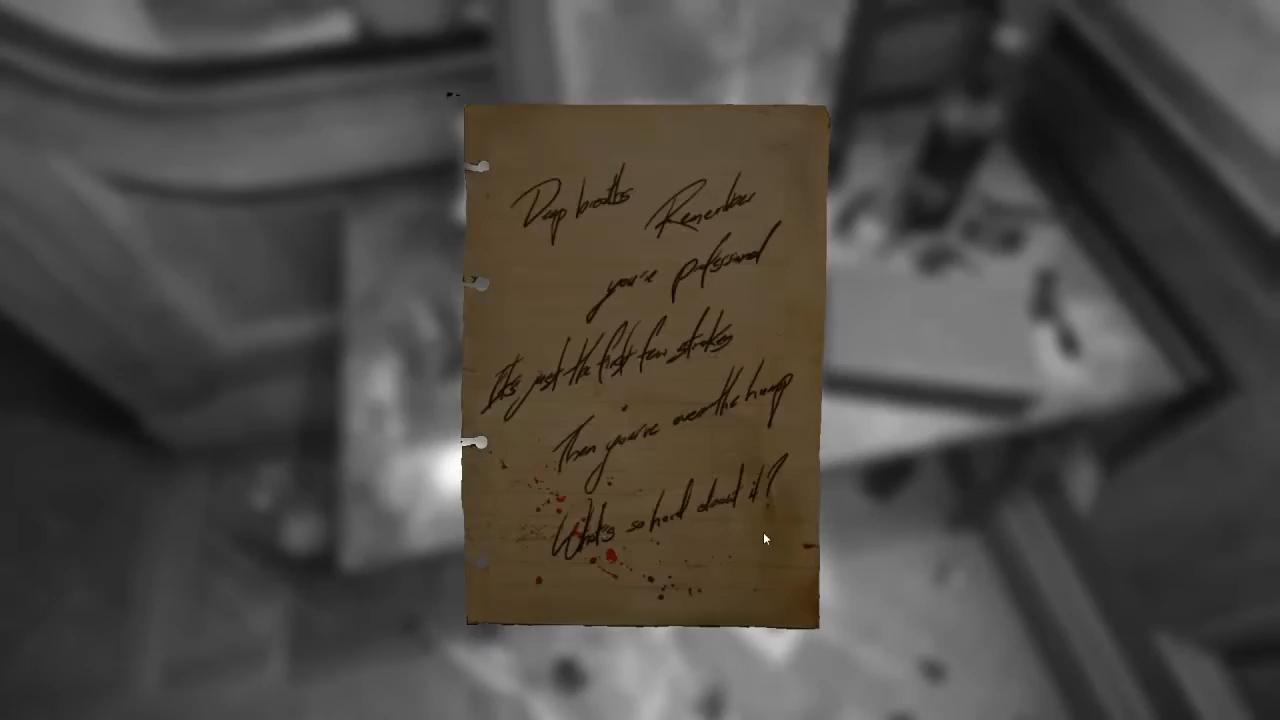 Deep breaths Remember
you're professional
It's just the first few strokes
Then you're over the hump
What's so hard about it?